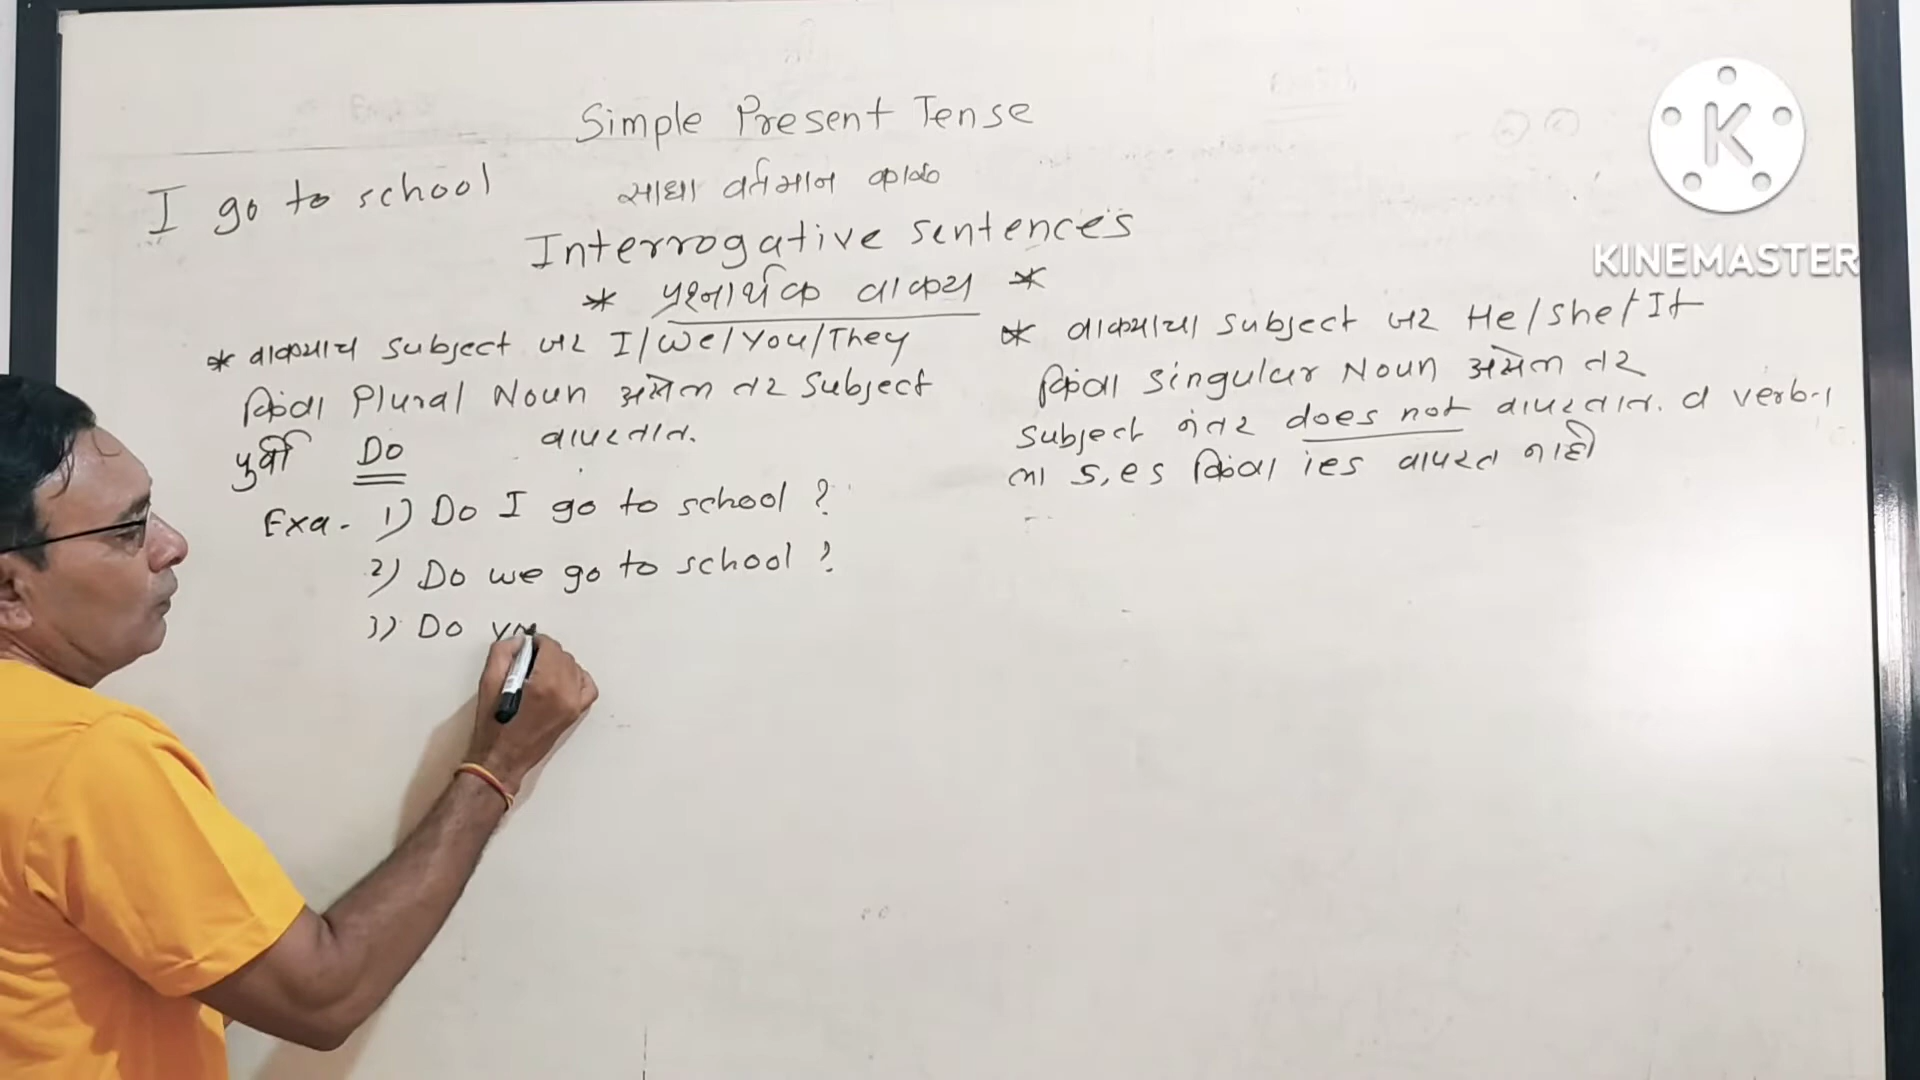 Simple Present Tense
I go to school
साधा वर्तमान काळ
Interrogative sentences
* प्रश्नार्थक वाक्य *
* वाक्याचा subject जर I/We/You/They
किंवा Plural Noun असेल तर Subject
पुर्वी Do वापरतात.
Exa - 1) Do I go to school ?
2) Do we go to school ?
3) Do
* वाक्याचा subject जर He/She/It
किंवा singular Noun असेल तर
subject नंतर does not वापरतात. व verb-1
ला s, es किंवा ies वापरत नाही
K
KINEMASTER